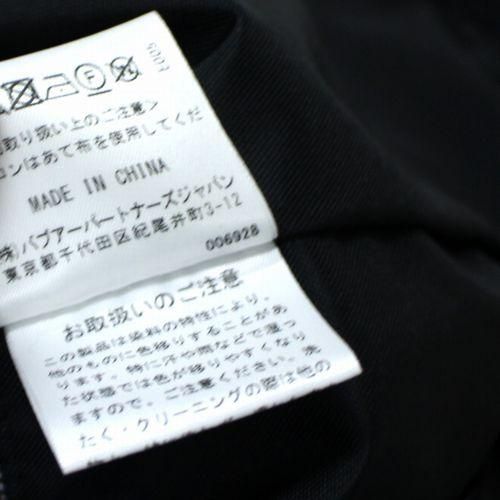 L005
F
取り扱い上のご注意>
ロンはあて布を使用してくだ
MADE IN CHINA
(株)バブアーパートナーズジャパン
東京都千代田区紀尾井町3-12
006928
お取扱いのご注意
この製品は染料の特性により、
他のものに色移りすることがあ
ります。特に汗や雨などで湿っ
た状態では色が移りやすくなり
ますので、ご注意ください。洗
たく・クリーニングの際は他の